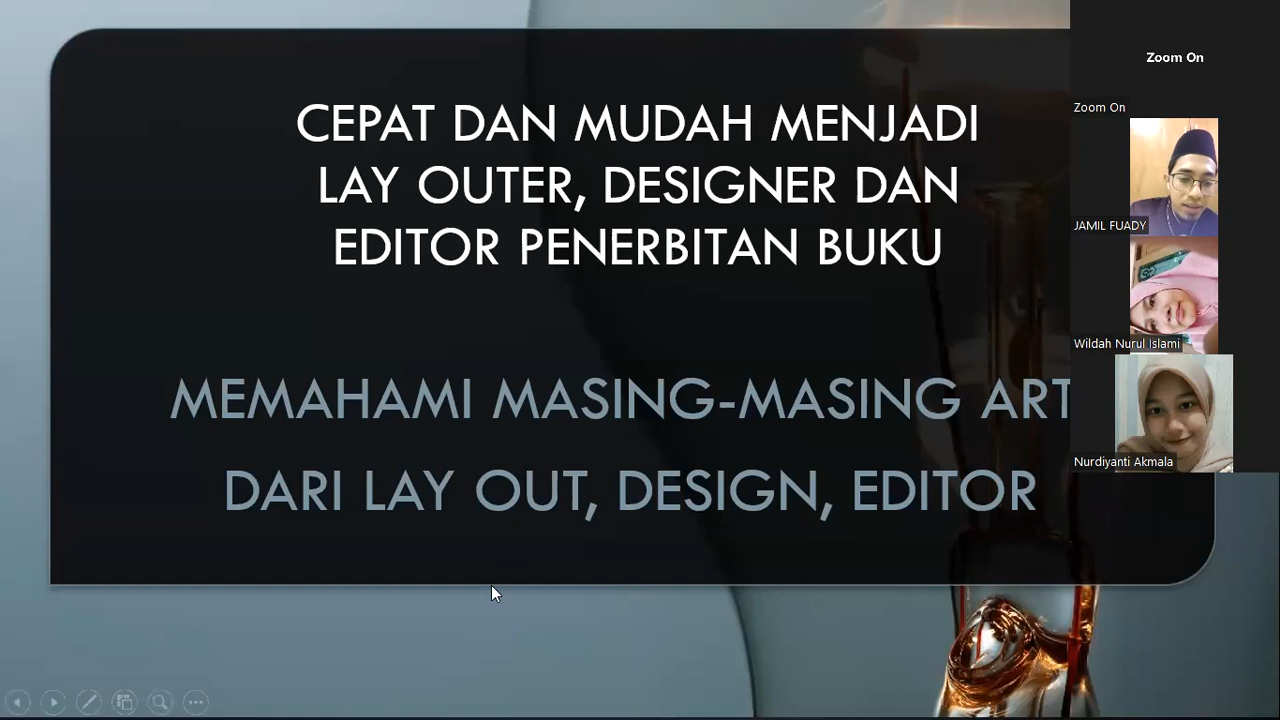 CEPAT DAN MUDAH MENJADI
LAY OUTER, DESIGNER DAN
EDITOR PENERBITAN BUKU
MEMAHAMI MASING-MASING ART
DARI LAY OUT, DESIGN, EDITOR
Zoom On
Zoom On
JAMIL FUADY
Wildah Nurul Islami
Nurdiyanti Akmala